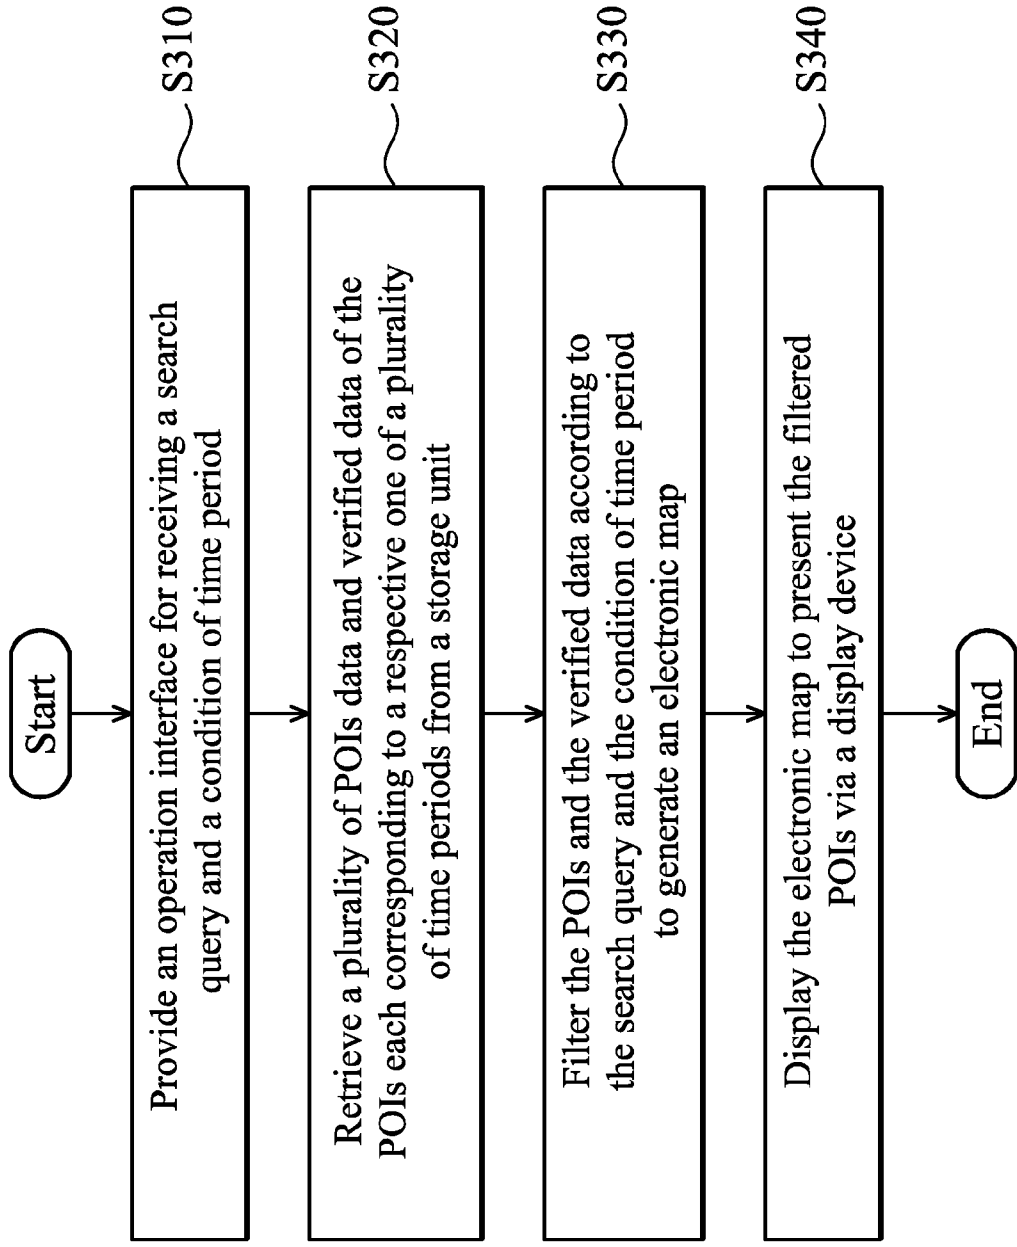 Start
Provide an operation interface for receiving a search
query and a condition of time period
S310
Retrieve a plurality of POIs data and verified data of the
POIs each corresponding to a respective one of a plurality
of time periods from a storage unit
S320
Filter the POIs and the verified data according to
the search query and the condition of time period
to generate an electronic map
S330
Display the electronic map to present the filtered
POIs via a display device
S340
End